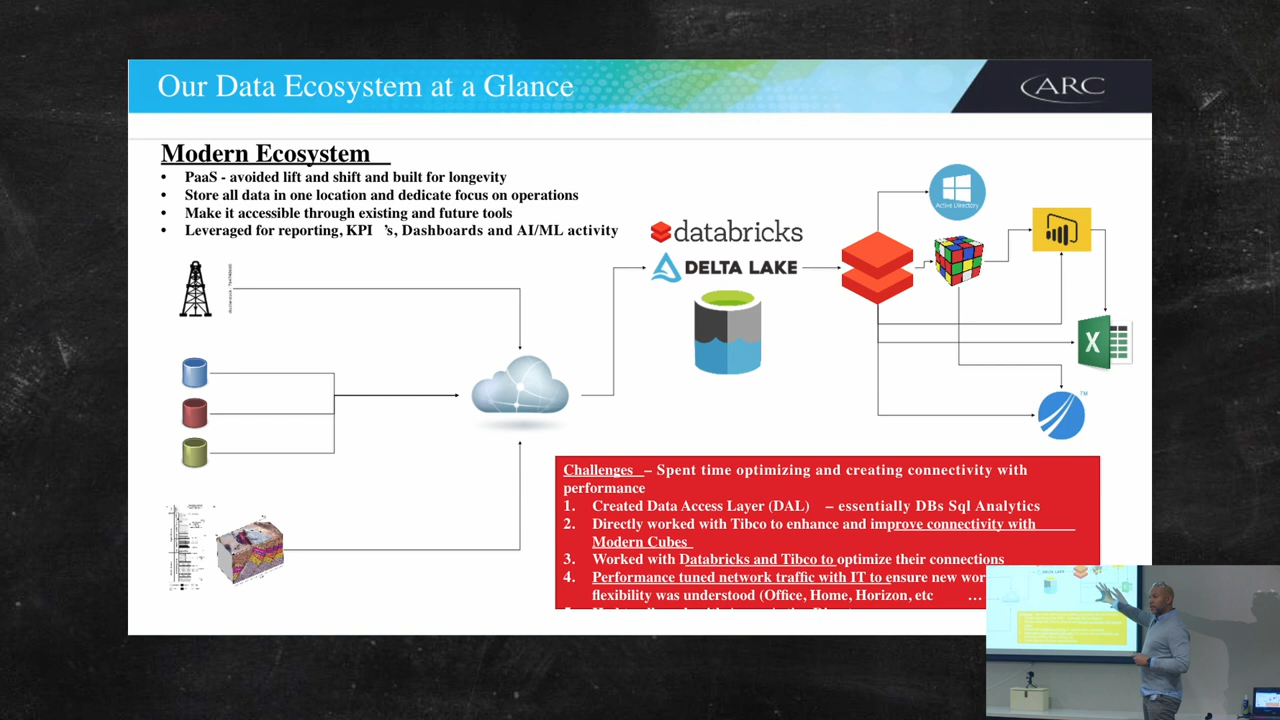 Our Data Ecosystem at a Glance
ARC
Modern Ecosystem
• PaaS - avoided lift and shift and built for longevity
• Store all data in one location and dedicate focus on operations
• Make it accessible through existing and future tools
• Leveraged for reporting, KPI ’s, Dashboards and AI/ML activity
Active Directory
databricks
DELTA LAKE
X
TM
Challenges – Spent time optimizing and creating connectivity with
performance
1. Created Data Access Layer (DAL) – essentially DBs Sql Analytics
2. Directly worked with Tibco to enhance and improve connectivity with
Modern Cubes
3. Worked with Databricks and Tibco to optimize their connections
4. Performance tuned network traffic with IT to ensure new wor
flexibility was understood (Office, Home, Horizon, etc …